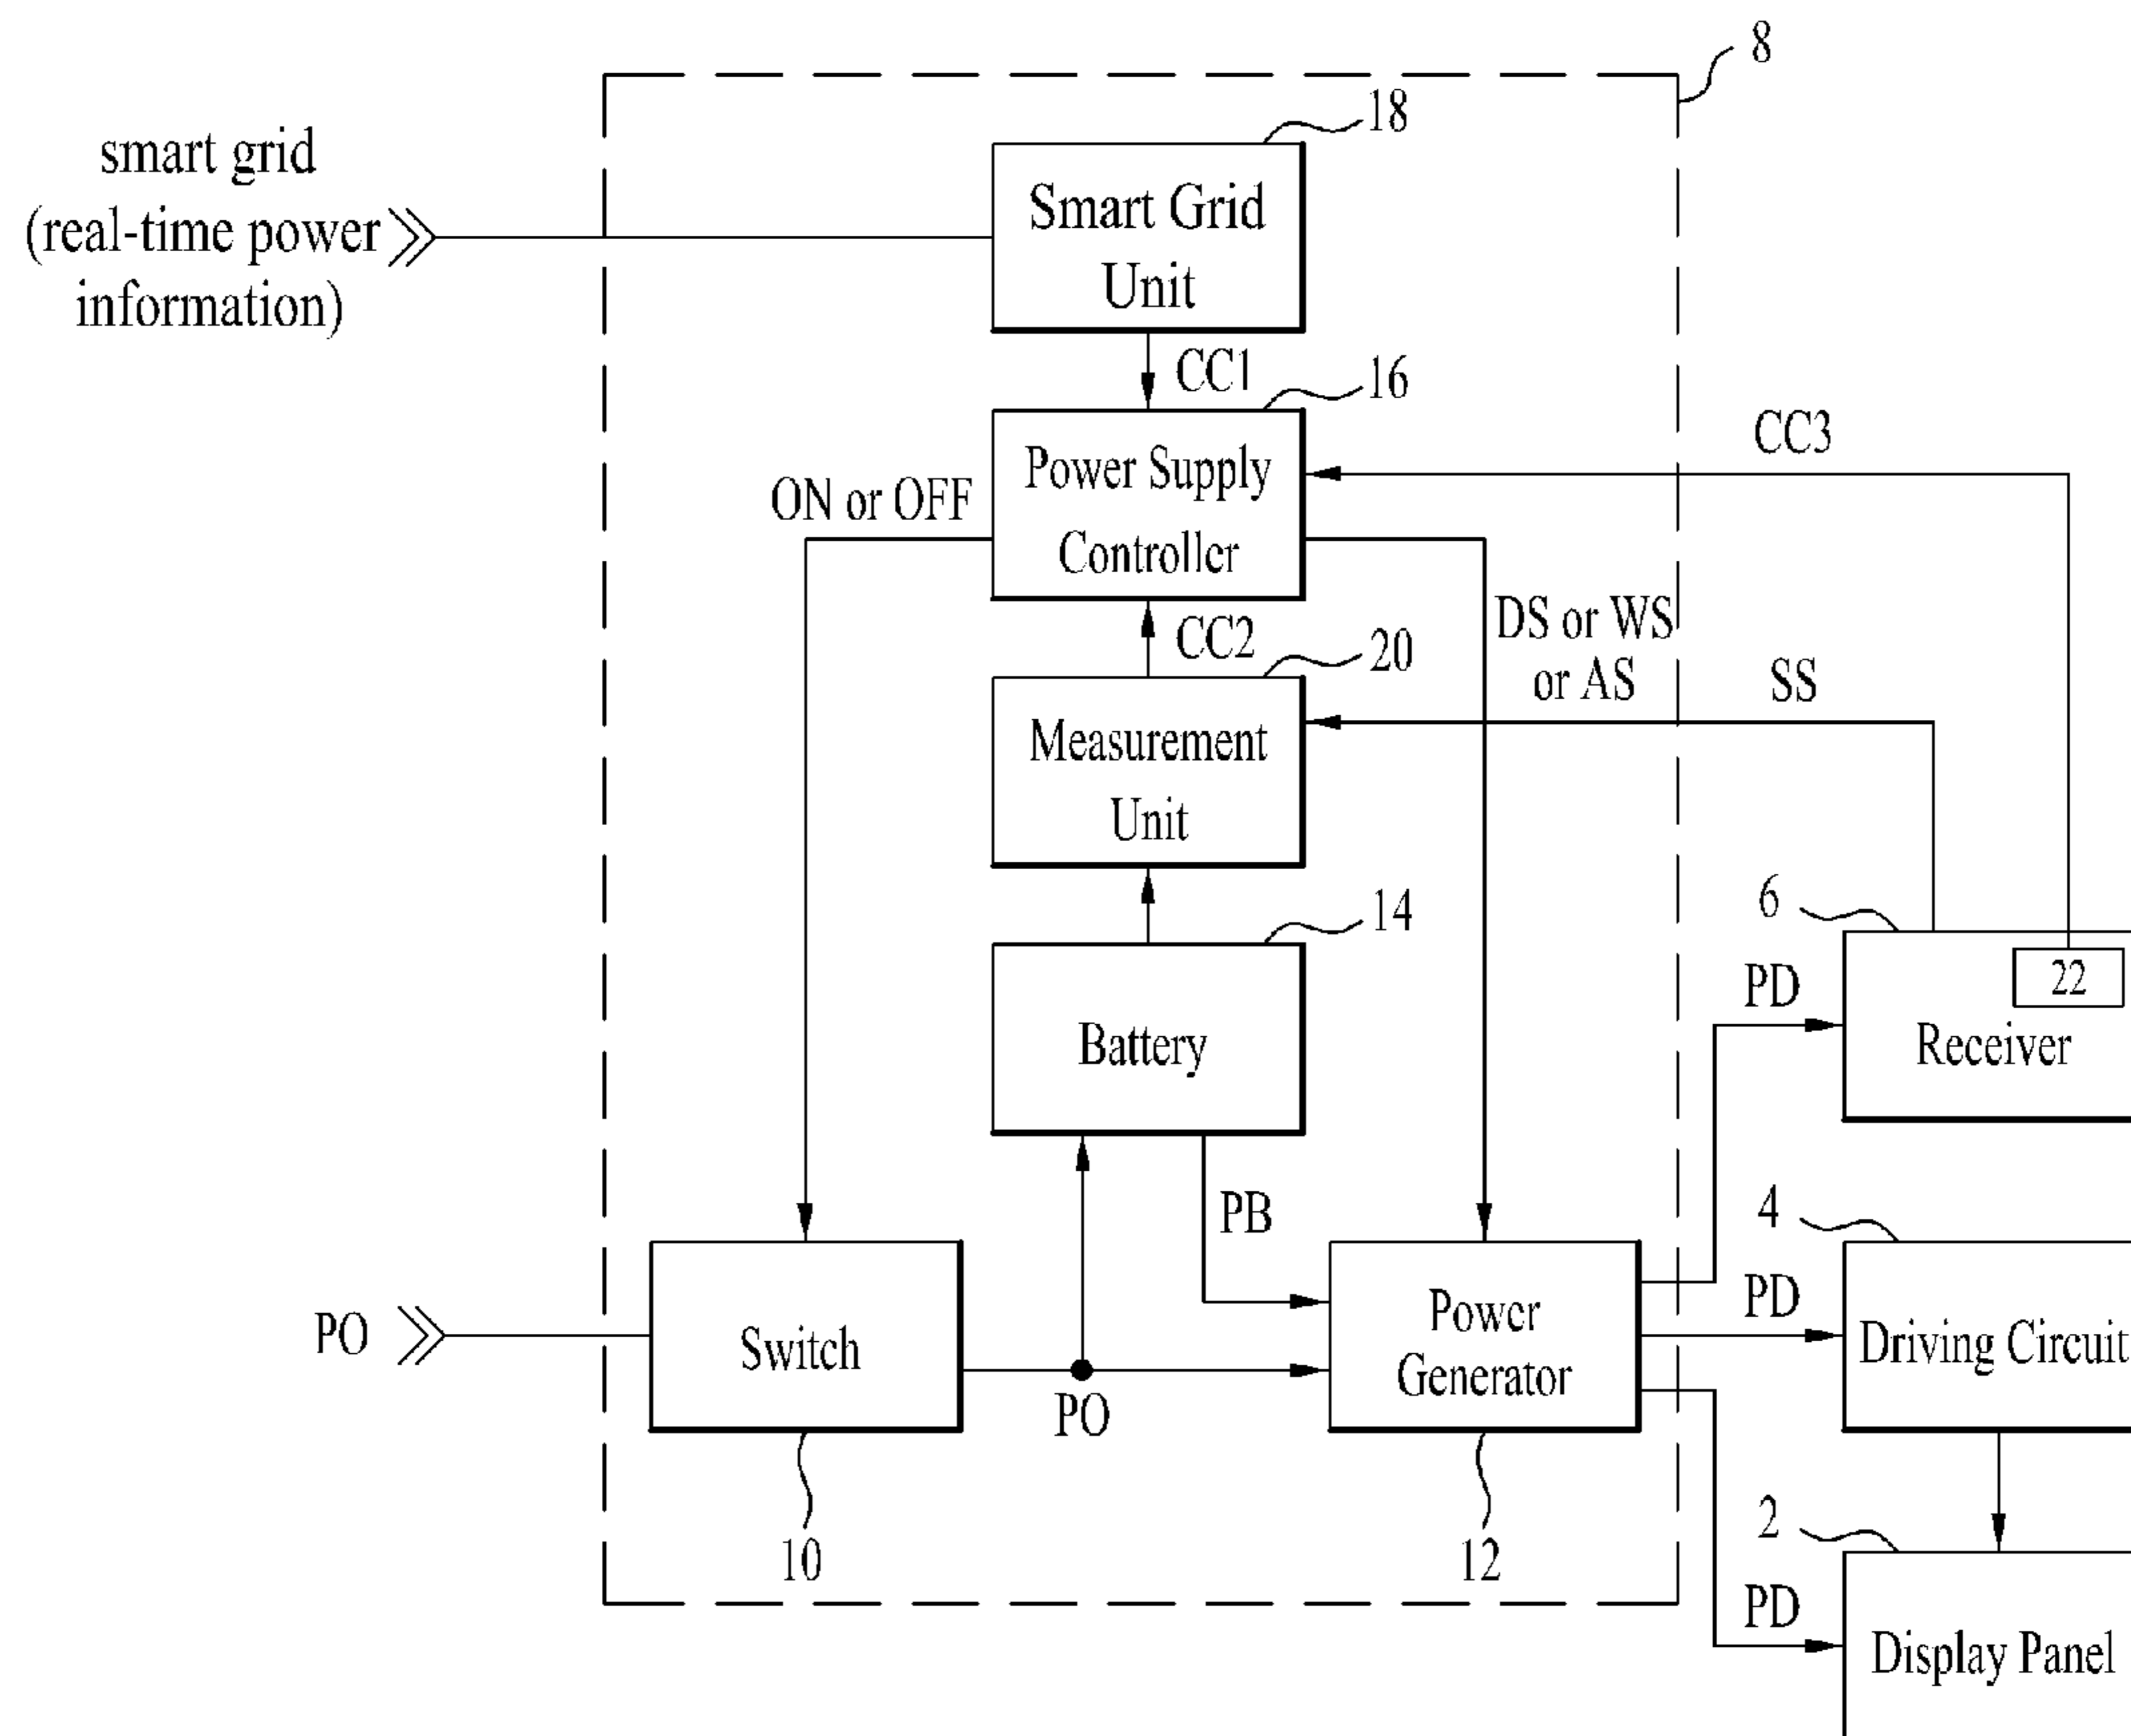 8
18
smart grid
(real-time power
information)
Smart Grid
Unit
CC1
16
CC3
Power Supply
Controller
ON or OFF
DS or WS
or AS
CC2
20
SS
Measurement
Unit
14
6
22
PD
Receiver
Battery
4
PB
PD
PO
Switch
Power
Generator
Driving Circuit
PO
2
10
12
PD
Display Panel